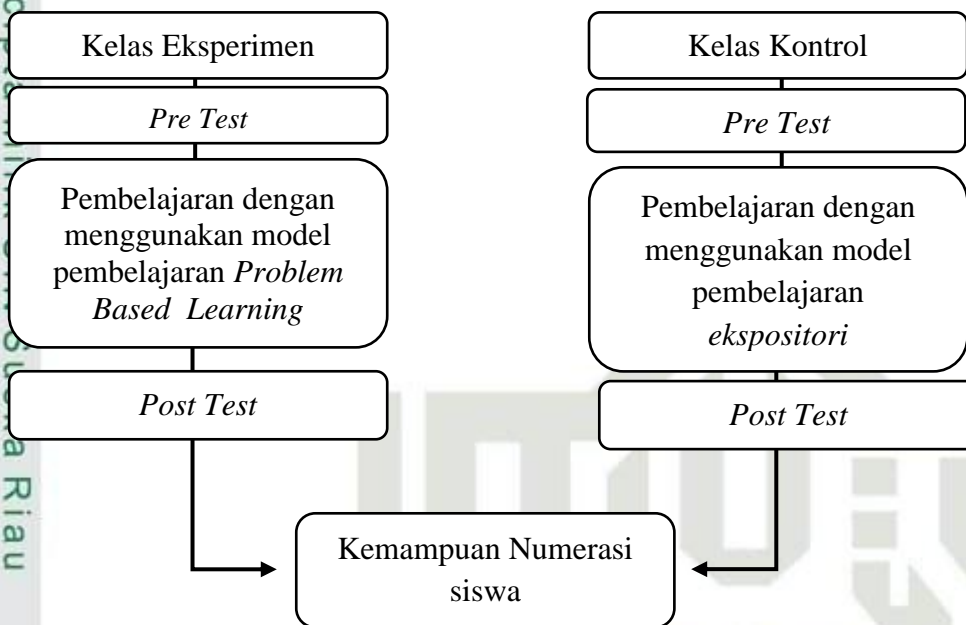 Kelas Eksperimen
Pre Test
Pembelajaran dengan
menggunakan model
pembelajaran Problem
Based Learning
Post Test
Kelas Kontrol
Pre Test
Pembelajaran dengan
menggunakan model
pembelajaran
ekspositori
Post Test
Kemampuan Numerasi
siswa
Riau